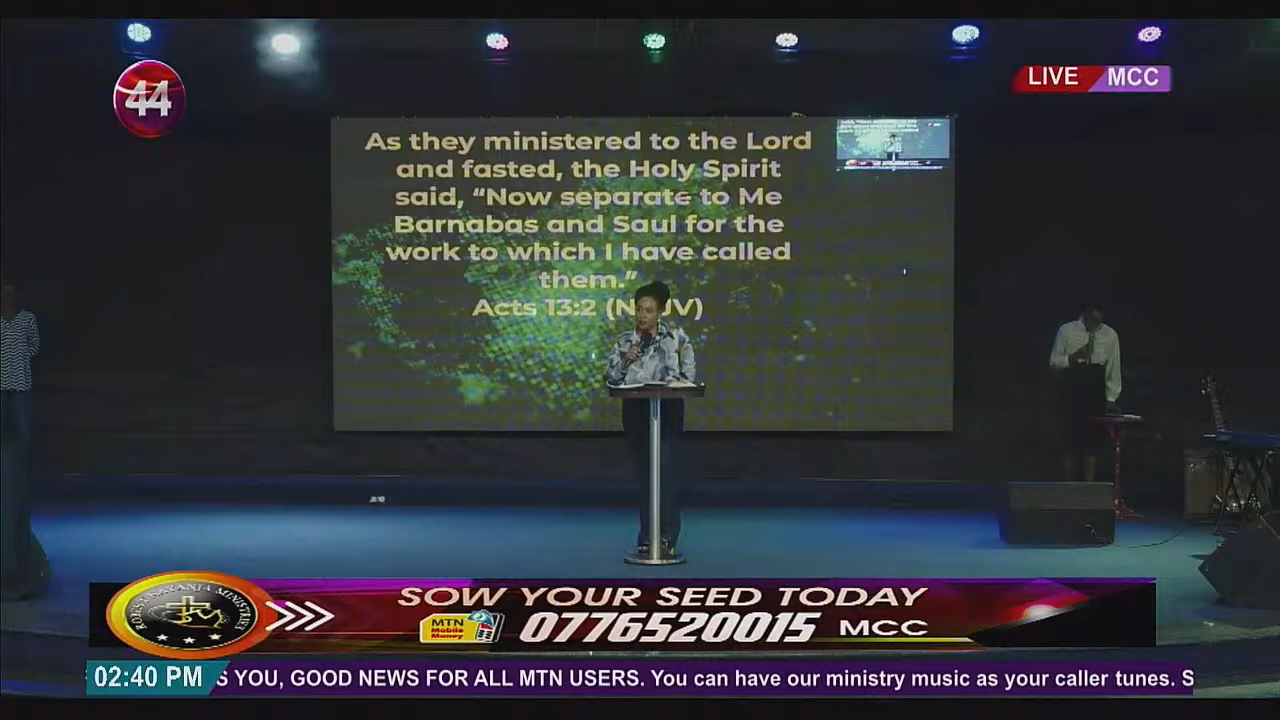 44
LIVE MCC
As they ministered to the Lord
and fasted, the Holy Spirit
said, “Now separate to Me
Barnabas and Saul for the
work to which I have called
them.”
Acts 13:2
SOW YOUR SEED TODAY
MTN
Mobile
Money
0776520015 MCC
02:40 PM
S YOU, GOOD NEWS FOR ALL MTN USERS. You can have our ministry music as your caller tunes. S